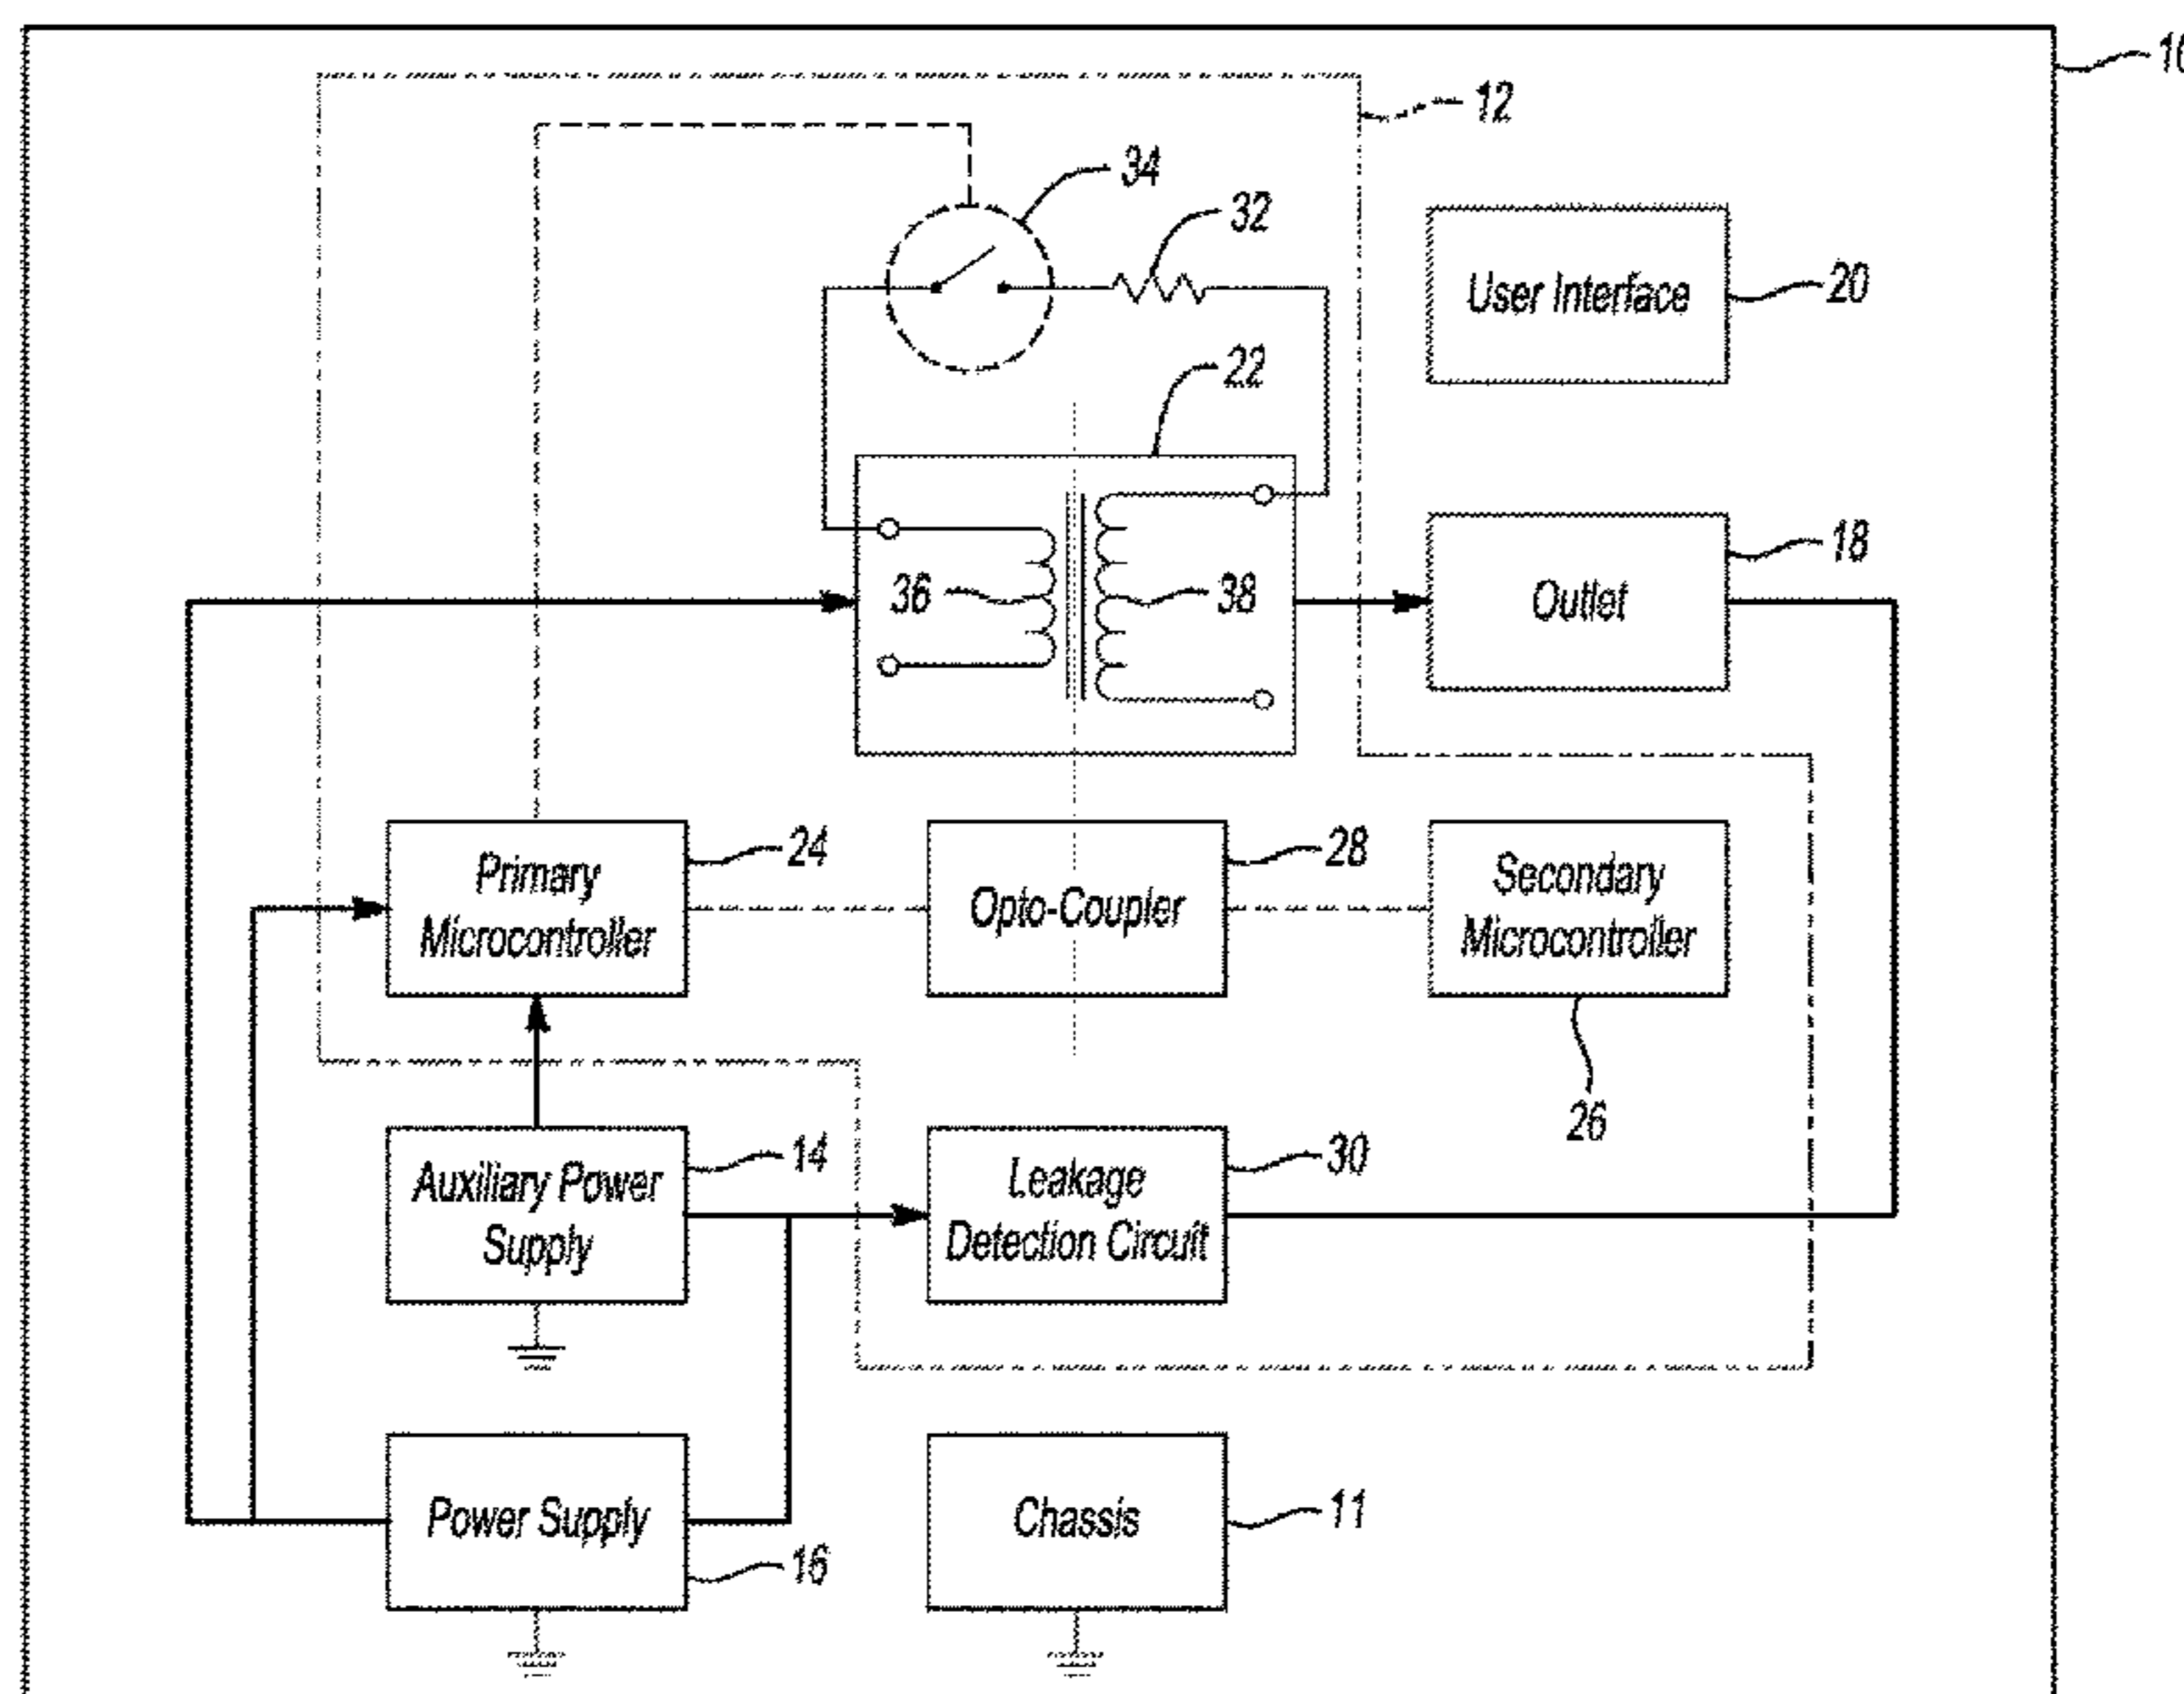 12
34
32
User Interface
20
22
36
38
Outlet
18
Primary
Microcontroller
24
Opto-Coupler
28
Secondary
Microcontroller
26
Auxiliary Power
Supply
14
Leakage
Detection Circuit
30
Power Supply
16
Chassis
11